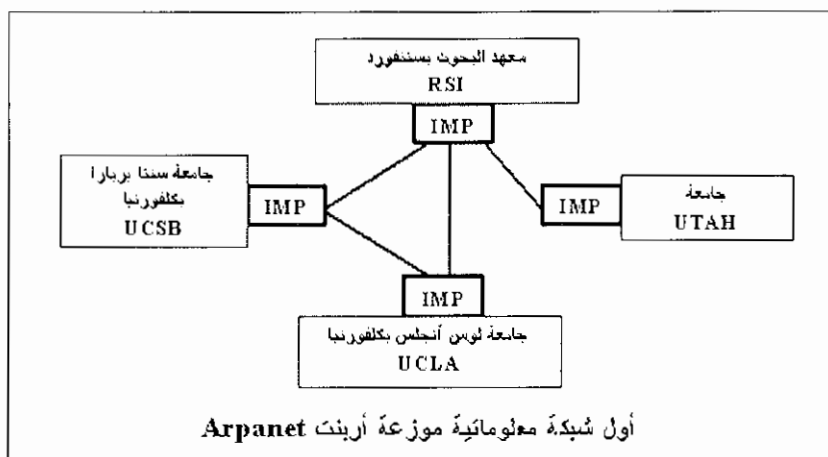 معهد البحوث بستنفورد
RSI
IMP
جامعة سنتا بربارا
بكلفورنيا
UCSB
IMP
IMP
جامعة
UTAH
IMP
جامعة لوس أنجلس بكلفورنيا
UCLA
أول شبكة معلوماتية موزعة أربنت Arpanet